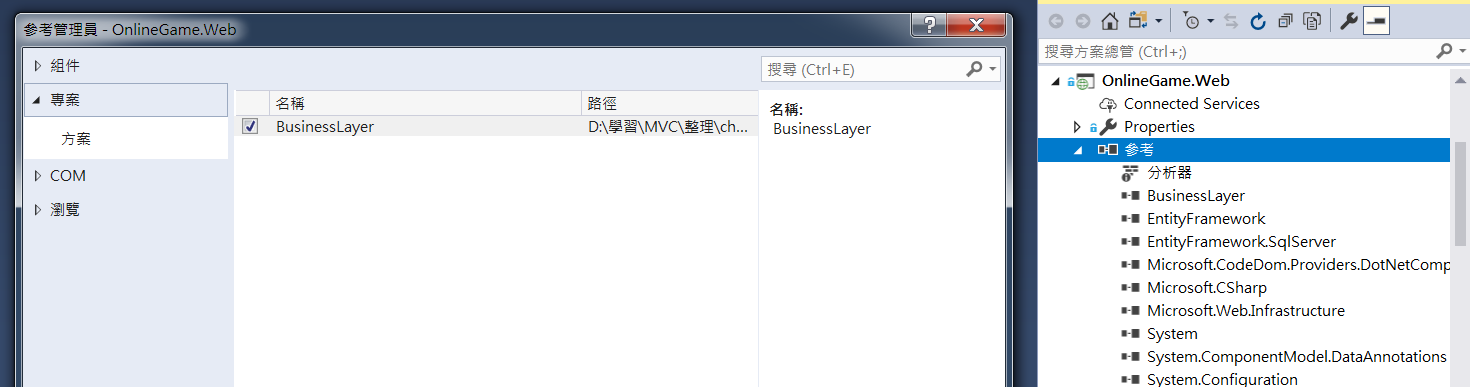 參考管理員 - OnlineGame.Web
組件
專案
方案
COM
瀏覽
名稱
路徑
BusinessLayer
D:\學習\MVC\整理\ch...
搜尋 (Ctrl+E)
名稱:
BusinessLayer
搜尋方案總管 (Ctrl+;)
OnlineGame.Web
Connected Services
Properties
參考
分析器
BusinessLayer
EntityFramework
EntityFramework.SqlServer
Microsoft.CodeDom.Providers.DotNetComp
Microsoft.CSharp
Microsoft.Web.Infrastructure
System
System.ComponentModel.DataAnnotations
System.Configuration